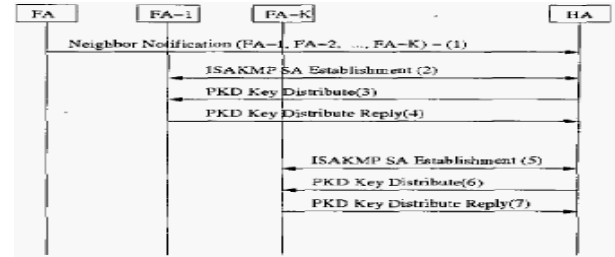 FA FA-1 FA-K HA
Neighbor Notification (FA-1, FA-2, ..., FA-K) - (1)
ISAKMP SA Establishment (2)
PKD Key Distribute(3)
PKD Key Distribute Reply(4)
ISAKMP SA Establishment (5)
PKD Key Distribute(6)
PKD Key Distribute Reply(7)